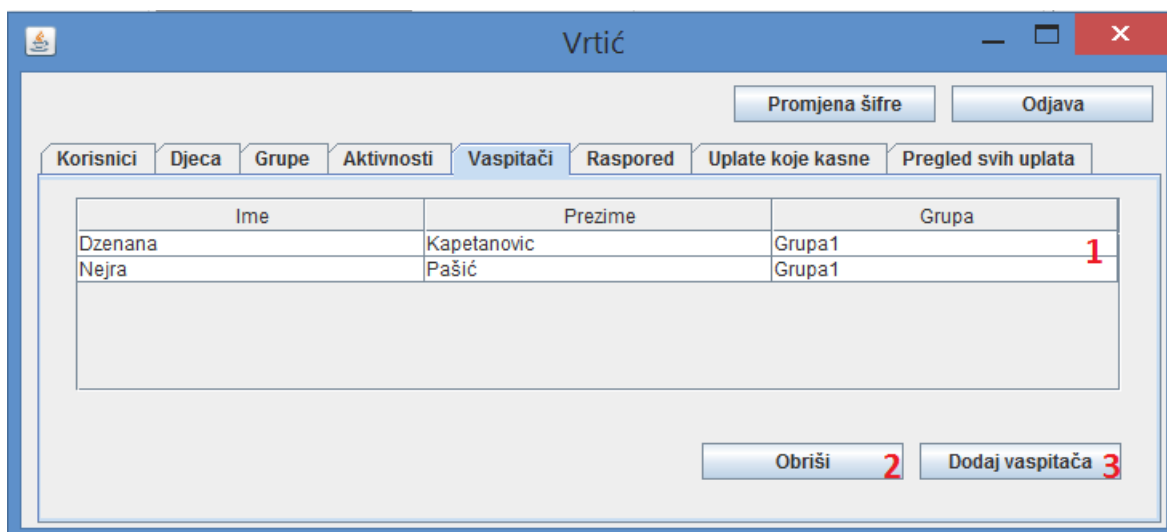 Vrtić
Promjena šifre Odjava
Korisnici Djeca Grupe Aktivnosti Vaspitači Raspored Uplate koje kasne Pregled svih uplata
Ime Prezime Grupa
Dzenana Kapetanovic Grupa1 1
Nejra Pašić Grupa1
Obriši 2 Dodaj vaspitača 3